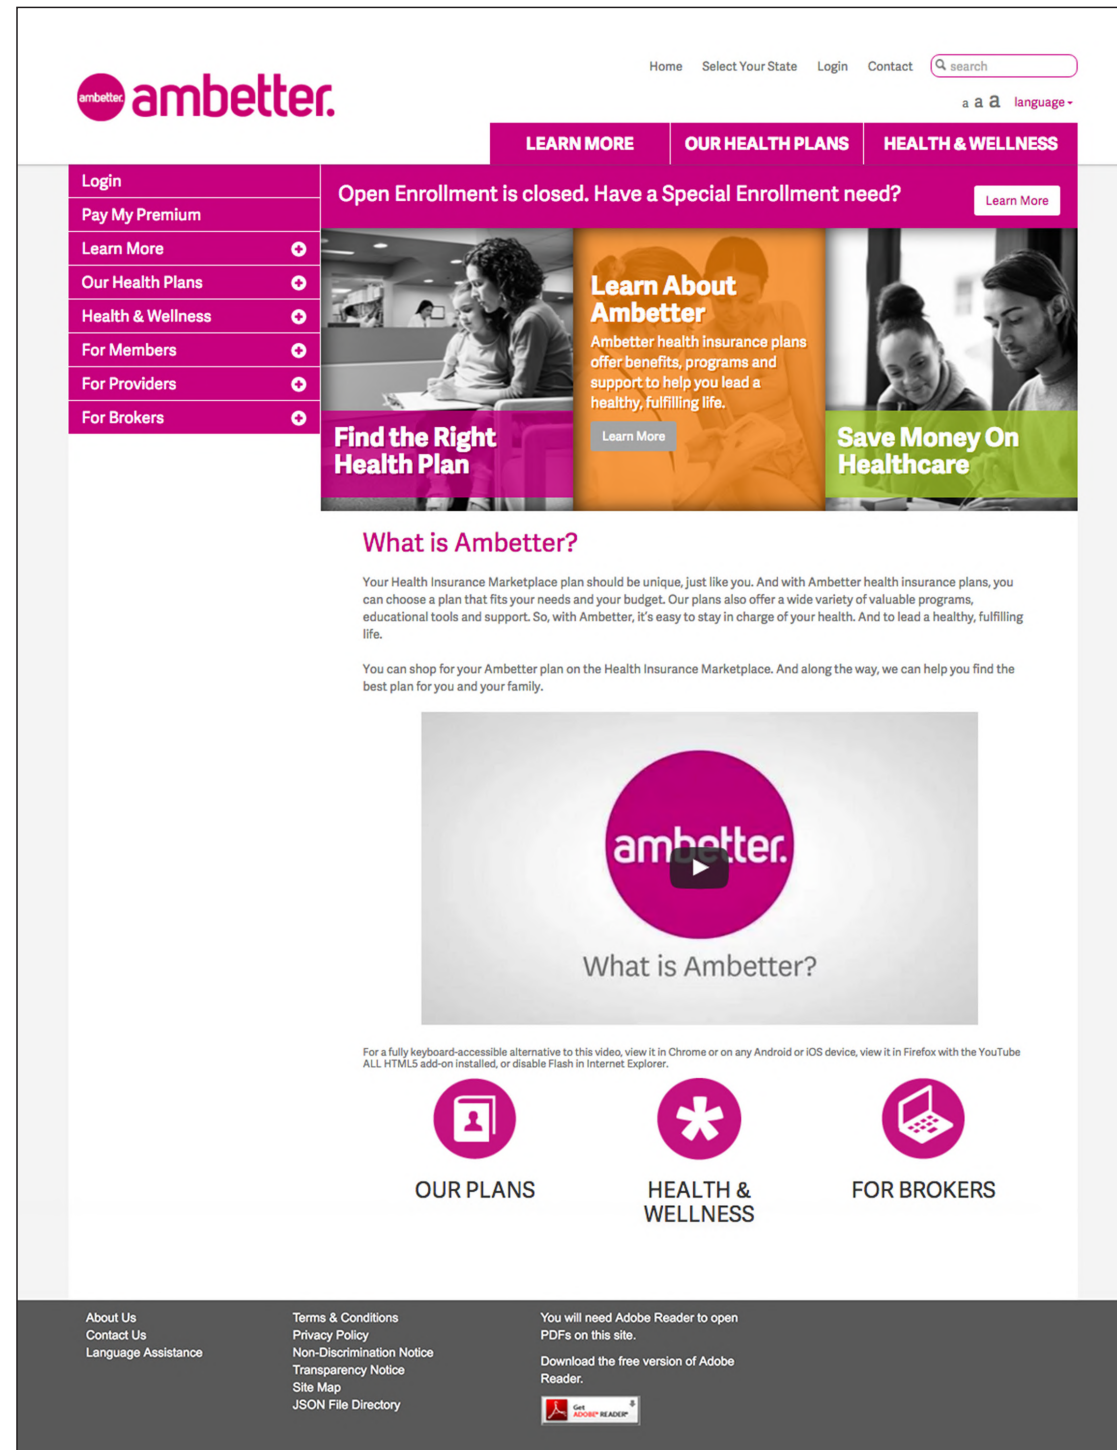 Home Select Your State Login Contact search
ambetter. ambetter.
a a a language
LEARN MORE OUR HEALTH PLANS HEALTH & WELLNESS
Login
Pay My Premium
Learn More
Our Health Plans
Health & Wellness
For Members
For Providers
For Brokers
Open Enrollment is closed. Have a Special Enrollment need?
Learn More
Find the Right
Health Plan
Learn About
Ambetter
Ambetter health insurance plans
offer benefits, programs and
support to help you lead a
healthy, fulfilling life.
Learn More
Save Money On
Healthcare
What is Ambetter?
Your Health Insurance Marketplace plan should be unique, just like you. And with Ambetter health insurance plans, you
can choose a plan that fits your needs and your budget. Our plans also offer a wide variety of valuable programs,
educational tools and support. So, with Ambetter, it's easy to stay in charge of your health. And to lead a healthy, fulfilling
life.
You can shop for your Ambetter plan on the Health Insurance Marketplace. And along the way, we can help you find the
best plan for you and your family.
ambetter.
What is Ambetter?
For a fully keyboard-accessible alternative to this video, view it in Chrome or on any Android or iOS device, view it in Firefox with the YouTube
ALL HTML5 add-on installed, or disable Flash in Internet Explorer.
OUR PLANS
HEALTH &
WELLNESS
FOR BROKERS
About Us
Contact Us
Language Assistance
Terms & Conditions
Privacy Policy
Non-Discrimination Notice
Transparency Notice
Site Map
JSON File Directory
You will need Adobe Reader to open
PDFs on this site.
Download the free version of Adobe
Reader.
Get
ADOBE® READER®